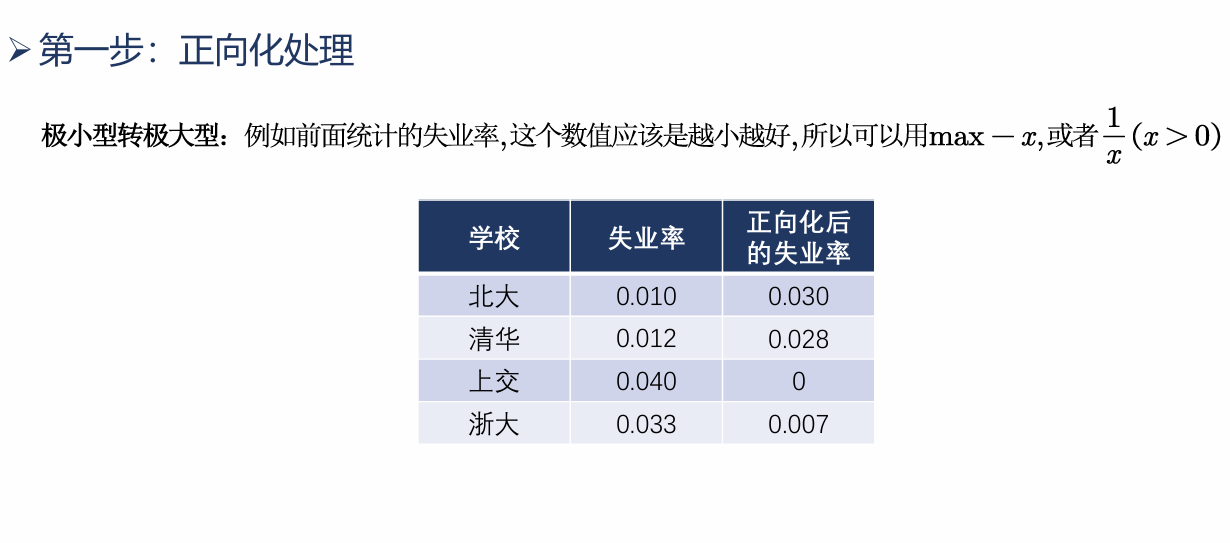 ➢第一步：正向化处理
极小型转极大型：例如前面统计的失业率,这个数值应该是越小越好,所以可以用max − x,或者 1/x (x > 0)
学校 失业率 正向化后的失业率
北大 0.010 0.030
清华 0.012 0.028
上交 0.040 0
浙大 0.033 0.007